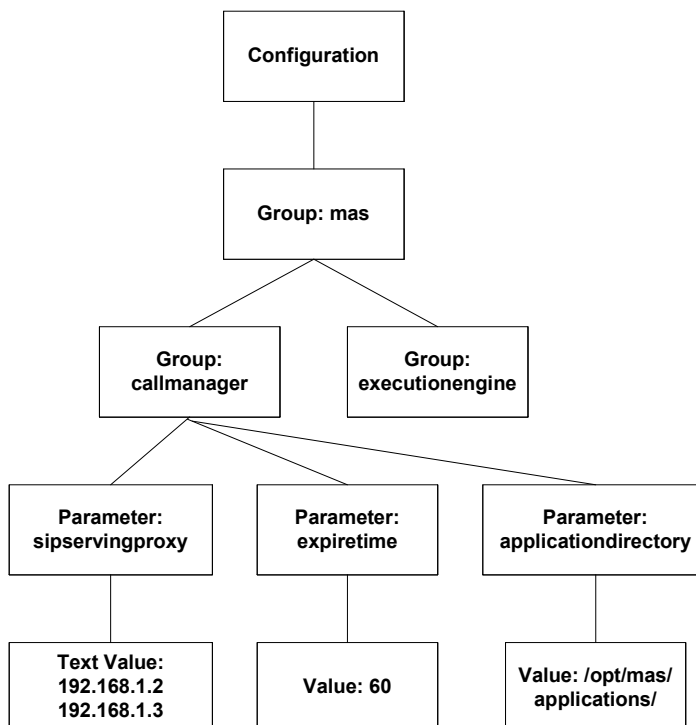 Configuration
Group: mas
Group:
callmanager
Group:
executionengine
Parameter:
sipservingproxy
Parameter:
expiretime
Parameter:
applicationdirectory
Text Value:
192.168.1.2
192.168.1.3
Value: 60
Value: /opt/mas/
applications/